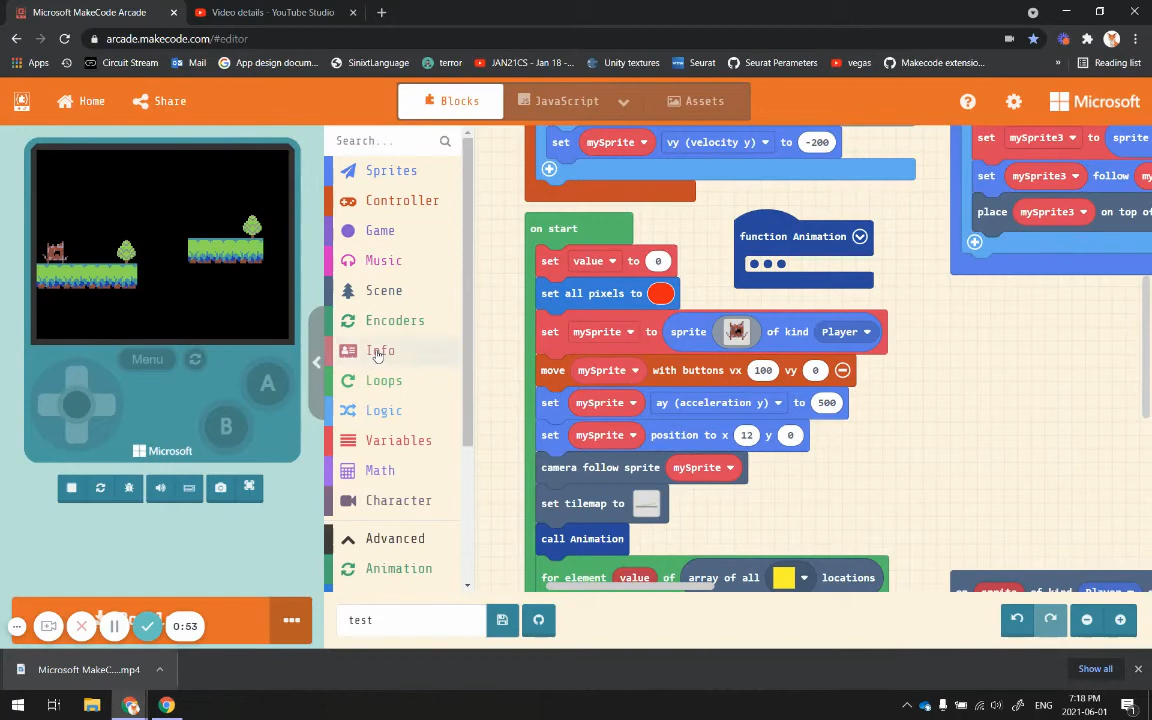 Microsoft MakeCode Arcade
Video details - YouTube Studio
arcade.makecode.com/#editor
Apps
Circuit Stream
Mail
App design docum...
SinixtLanguage
terror
JAN21CS - Jan 18 -...
Unity textures
Seurat
Seurat Perameters
vegas
Makecode extensio...
»
Reading list
Home
Share
Blocks
JavaScript
Assets
Microsoft
Search...
Sprites
Controller
Game
Music
Scene
Encoders
Info
Loops
Logic
Variables
Math
Character
Advanced
Animation
Menu
A
B
Microsoft
set mySprite vy (velocity y) to -200
on start
set value to 0
set all pixels to
set mySprite to sprite of kind Player
move mySprite with buttons vx 100 vy 0
set mySprite ay (acceleration y) to 500
set mySprite position to x 12 y 0
camera follow sprite mySprite
set tilemap to
call Animation
for element value of array of all locations
function Animation
set mySprite3 to sprite
set mySprite3 follow
place mySprite3 on top of
0:53
test
Microsoft MakeC....mp4
Show all
ENG
7:18 PM
2021-06-01